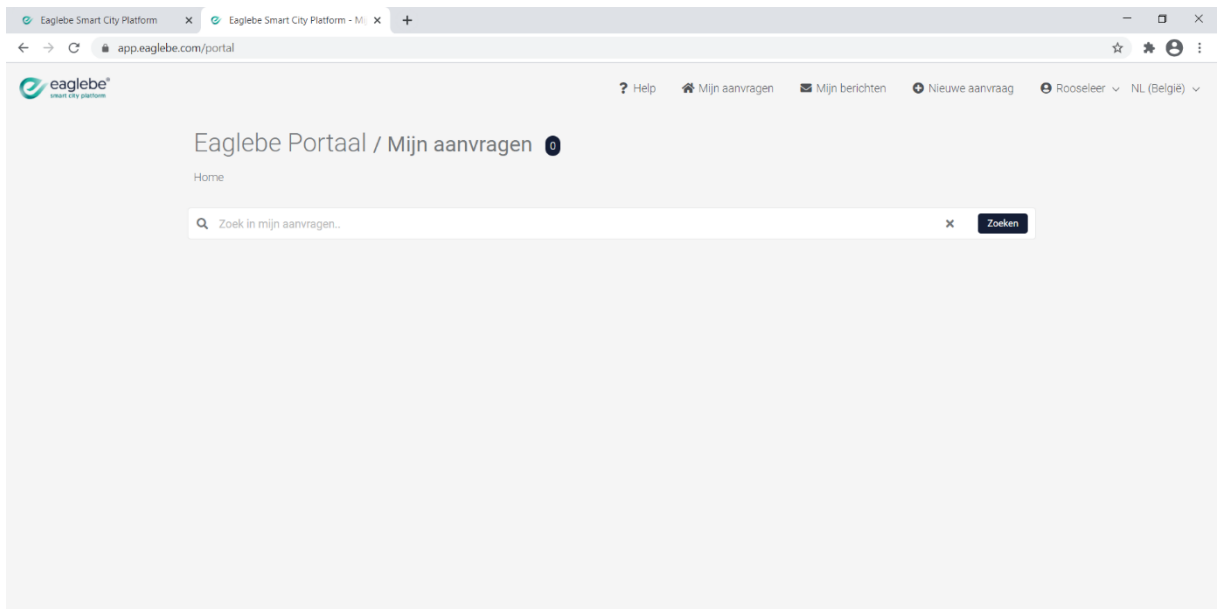 Eaglebe Smart City Platform
Eaglebe Smart City Platform - Mi
app.eaglebe.com/portal
eaglebe®
smart city platform
Help
Mijn aanvragen
Mijn berichten
Nieuwe aanvraag
Rooseleer
NL (België)
Eaglebe Portaal / Mijn aanvragen 0
Home
Zoek in mijn aanvragen..
Zoeken